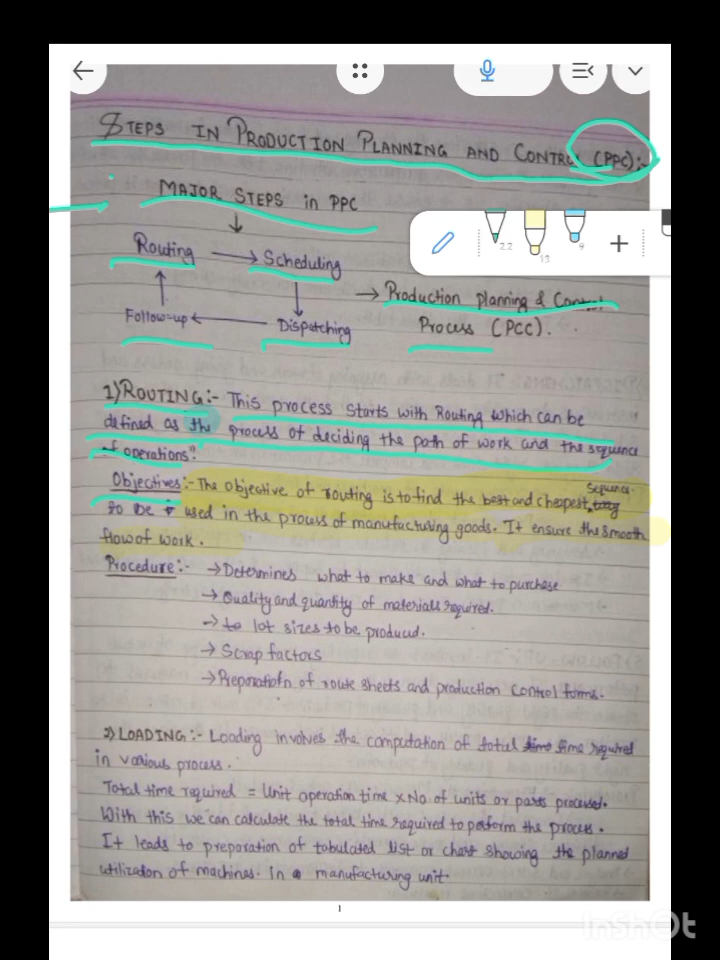 STEPS IN PRODUCTION PLANNING AND CONTROL (PPC):-
MAJOR STEPS in PPC
Routing → Scheduling
→ Production planning & Control
Follow-up ← Dispatching
Process (PCC).
1) ROUTING:- This process starts with Routing which can be
defined as the process of deciding the path of work and the sequence
of operations".
Objectives:- The objective of routing is to find the best and cheapest sequence
to be used in the process of manufacturing goods. It ensure the smooth
flow of work.
Procedure:- → Determines what to make and what to purchase
→ Quality and quantity of materials required.
→ to lot sizes to be produced.
→ Scrap factors
→ Preparation of route sheets and production control forms.
2) LOADING:- Loading involves the computation of total time required
in various process.
Total time required = Unit operation time × No. of units or parts processed.
With this we can calculate the total time required to perform the process.
It leads to preparation of tabulated list or chart showing the planned
utilization of machines in a manufacturing unit.
22
13
9
1
InShOt